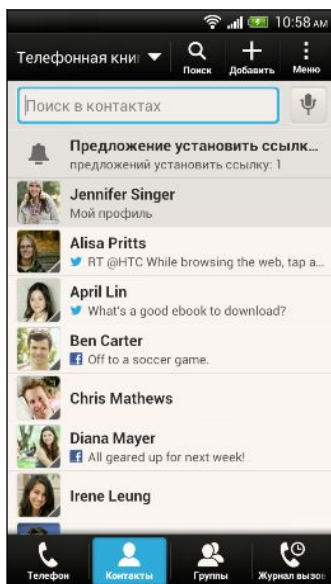 10:58 AM
Телефонная кни
Поиск
Добавить
Меню
Поиск в контактах
Предложение установить ссылк...
предложений установить ссылку: 1
Jennifer Singer
Мой профиль
Alisa Pritts
RT @HTC While browsing the web, tap a...
April Lin
What's a good ebook to download?
Ben Carter
Off to a soccer game.
Chris Mathews
Diana Mayer
All geared up for next week!
Irene Leung
Телефон
Контакты
Группы
Журнал вызов